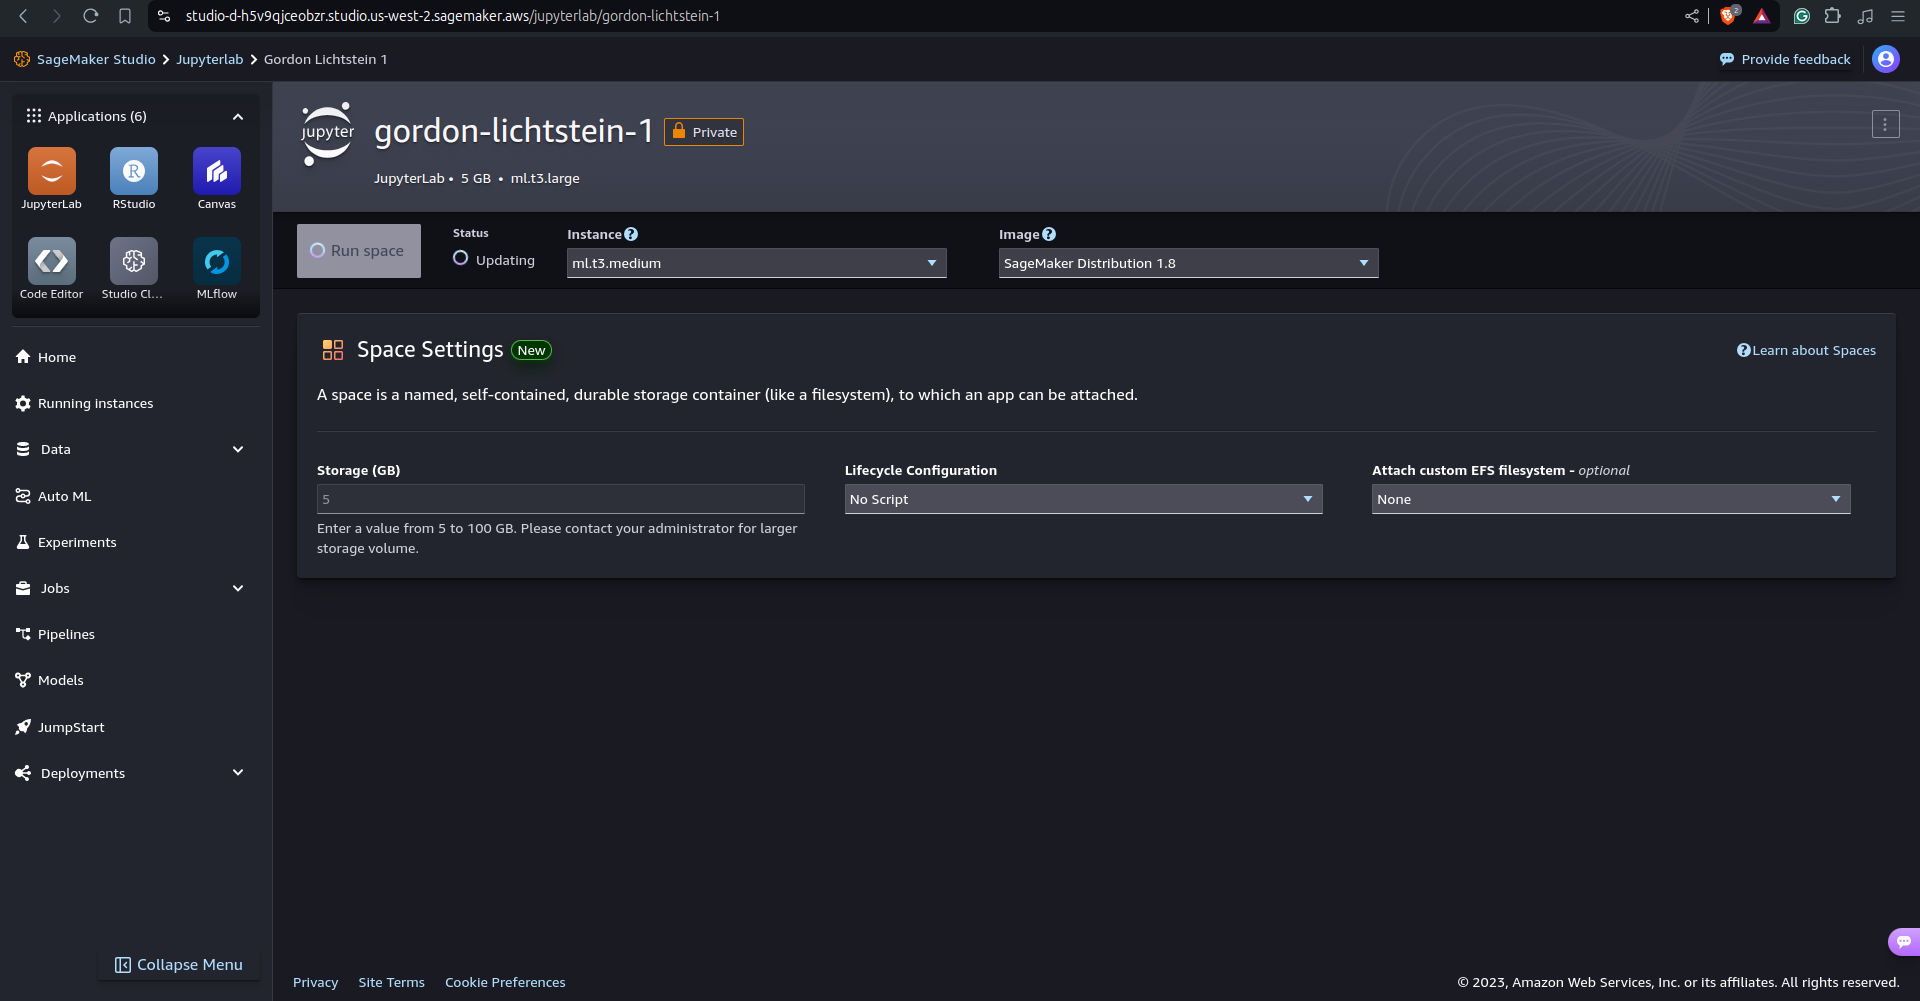 studio-d-h5v9qjceobzr.studio.us-west-2.sagemaker.aws/jupyterlab/gordon-lichtstein-1
2
SageMaker Studio
Jupyterlab
Gordon Lichtstein 1
Provide feedback
Applications (6)
JupyterLab
R
RStudio
Canvas
Code Editor
Studio Cl...
MLflow
Home
Running instances
Data
Auto ML
Experiments
Jobs
Pipelines
Models
JumpStart
Deployments
Collapse Menu
jupyter
gordon-lichtstein-1
Private
JupyterLab • 5 GB • ml.t3.large
Run space
Status
Updating
Instance
ml.t3.medium
Image
SageMaker Distribution 1.8
Space Settings
New
Learn about Spaces
A space is a named, self-contained, durable storage container (like a filesystem), to which an app can be attached.
Storage (GB)
5
Enter a value from 5 to 100 GB. Please contact your administrator for larger
storage volume.
Lifecycle Configuration
No Script
Attach custom EFS filesystem - optional
None
Privacy
Site Terms
Cookie Preferences
© 2023, Amazon Web Services, Inc. or its affiliates. All rights reserved.